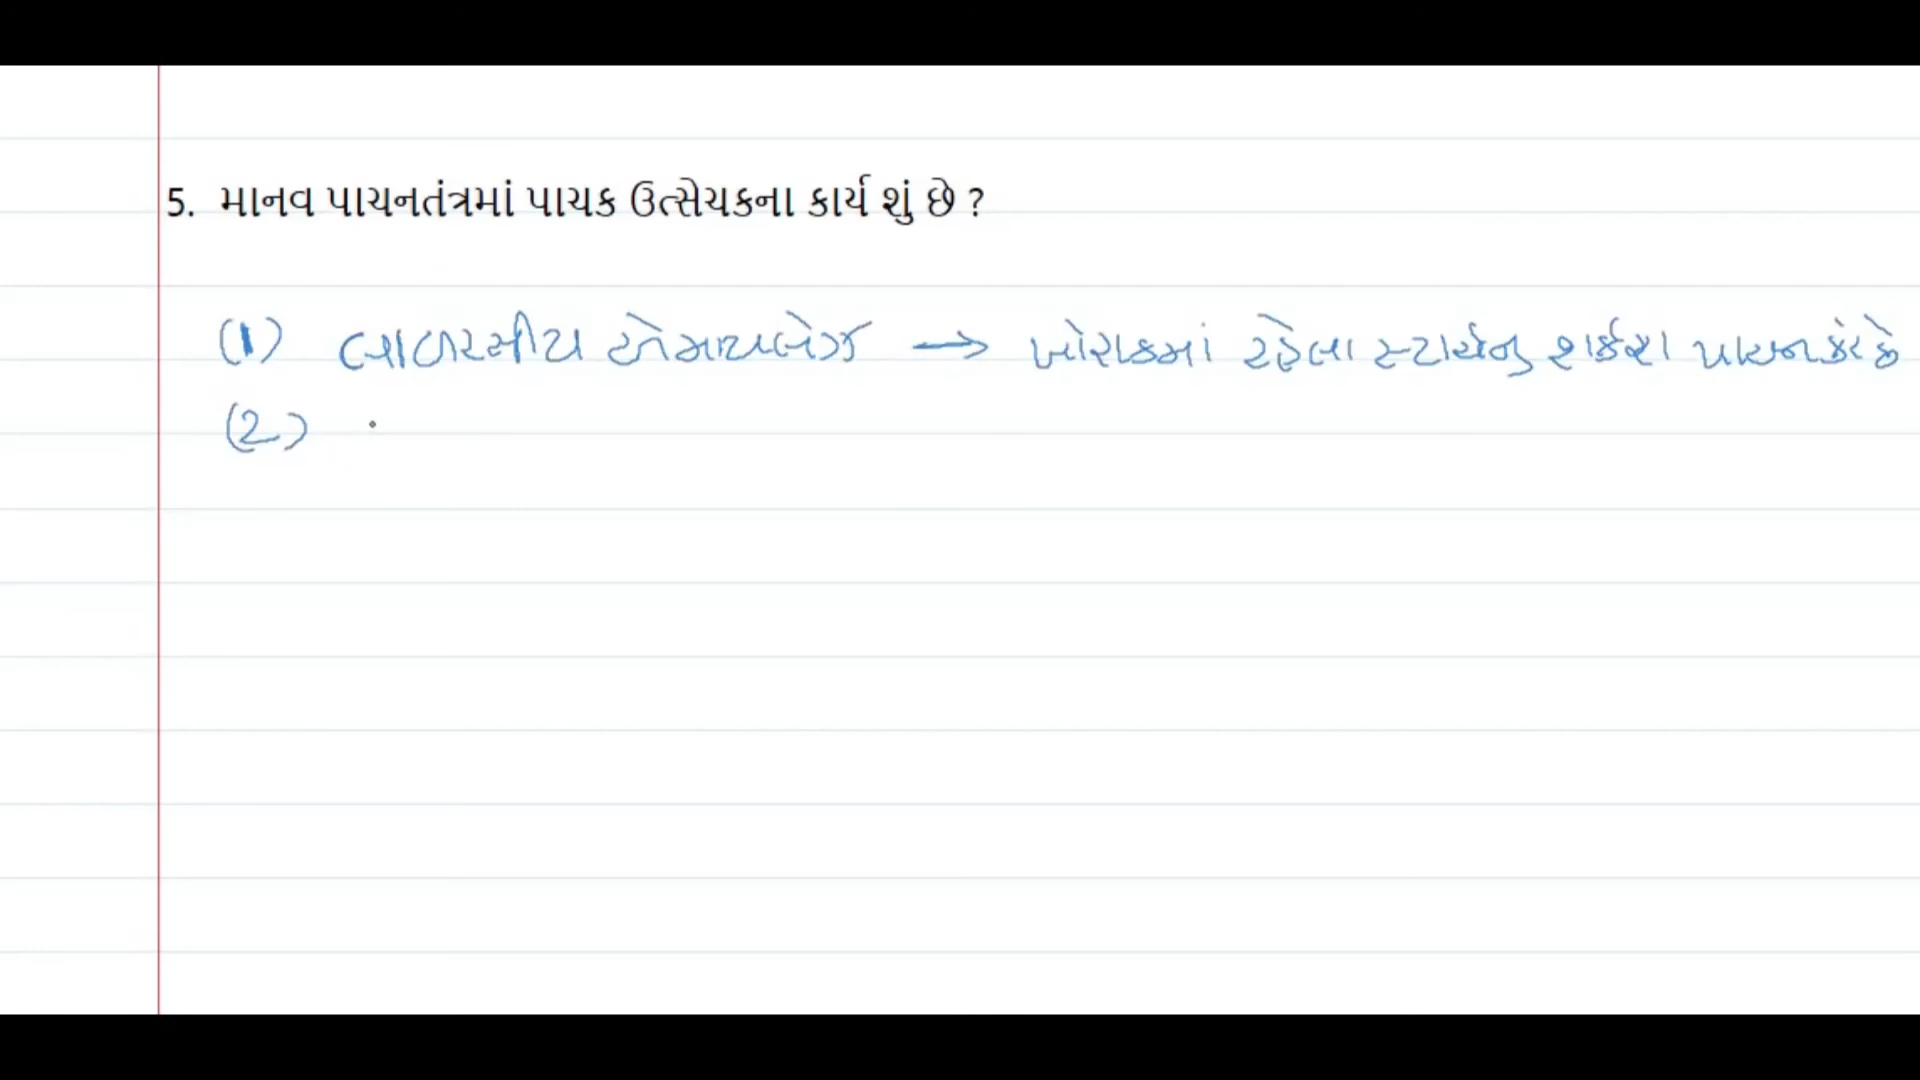 5. માનવ પાચનતંત્રમાં પાચક ઉત્સેચકના કાર્ય શું છે ?
(1) લાળરસીય એમાયલેઝ → ખોરાકમાં રહેલા સ્ટાર્ચનુ શર્કરા પાચન કરે છે
(2)